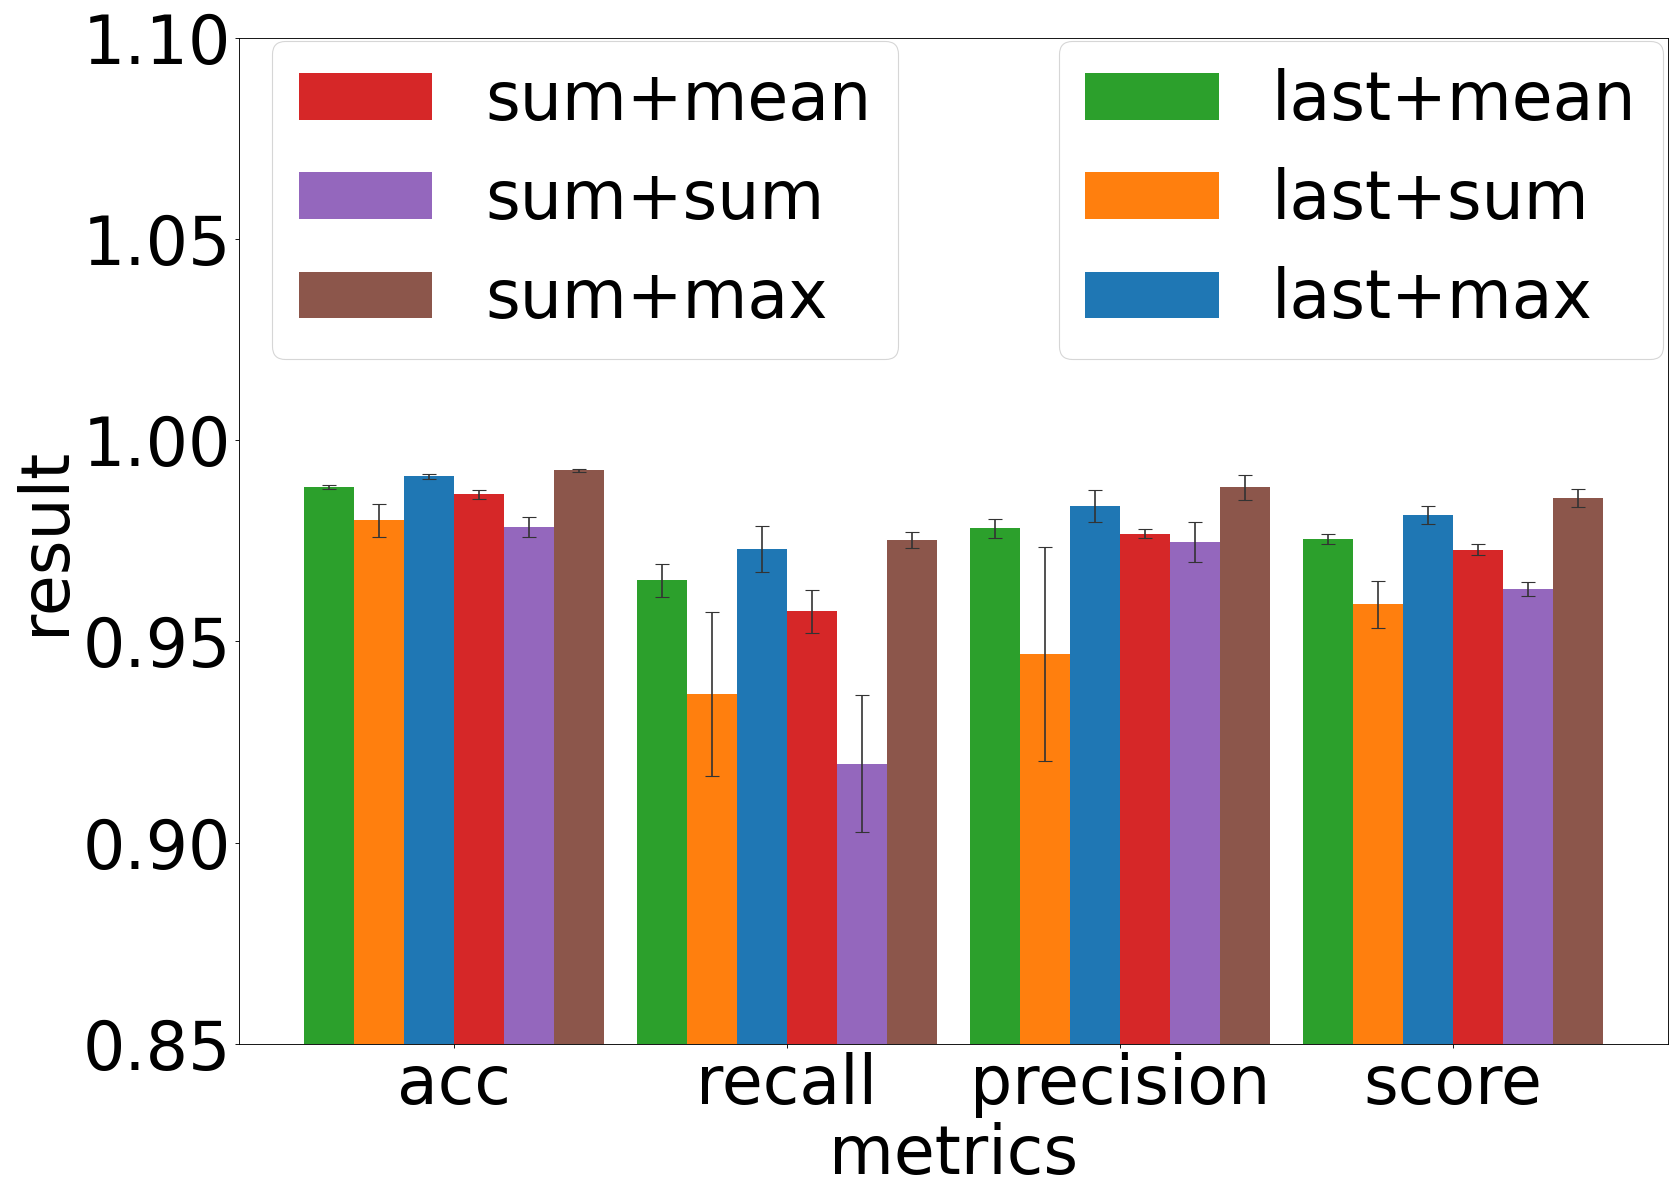 1.10
1.05
1.00
0.95
0.90
0.85
result
sum+mean
sum+sum
sum+max
last+mean
last+sum
last+max
acc recall precision score
metrics